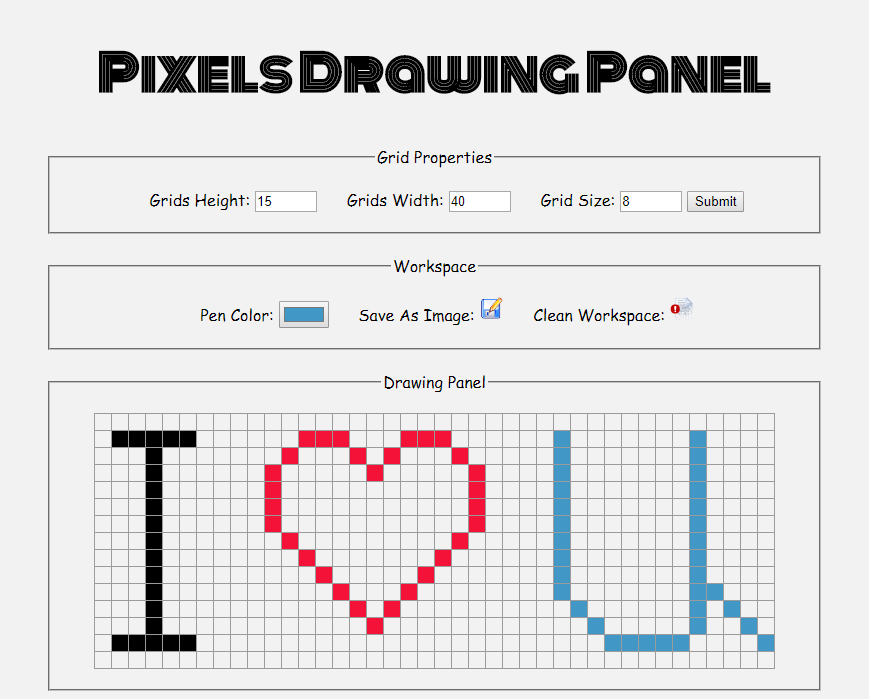 Pixels Drawing Panel
Grid Properties
Grids Height: 15 Grids Width: 40 Grid Size: 8 Submit
Workspace
Pen Color: Save As Image: Clean Workspace:
Drawing Panel
I U